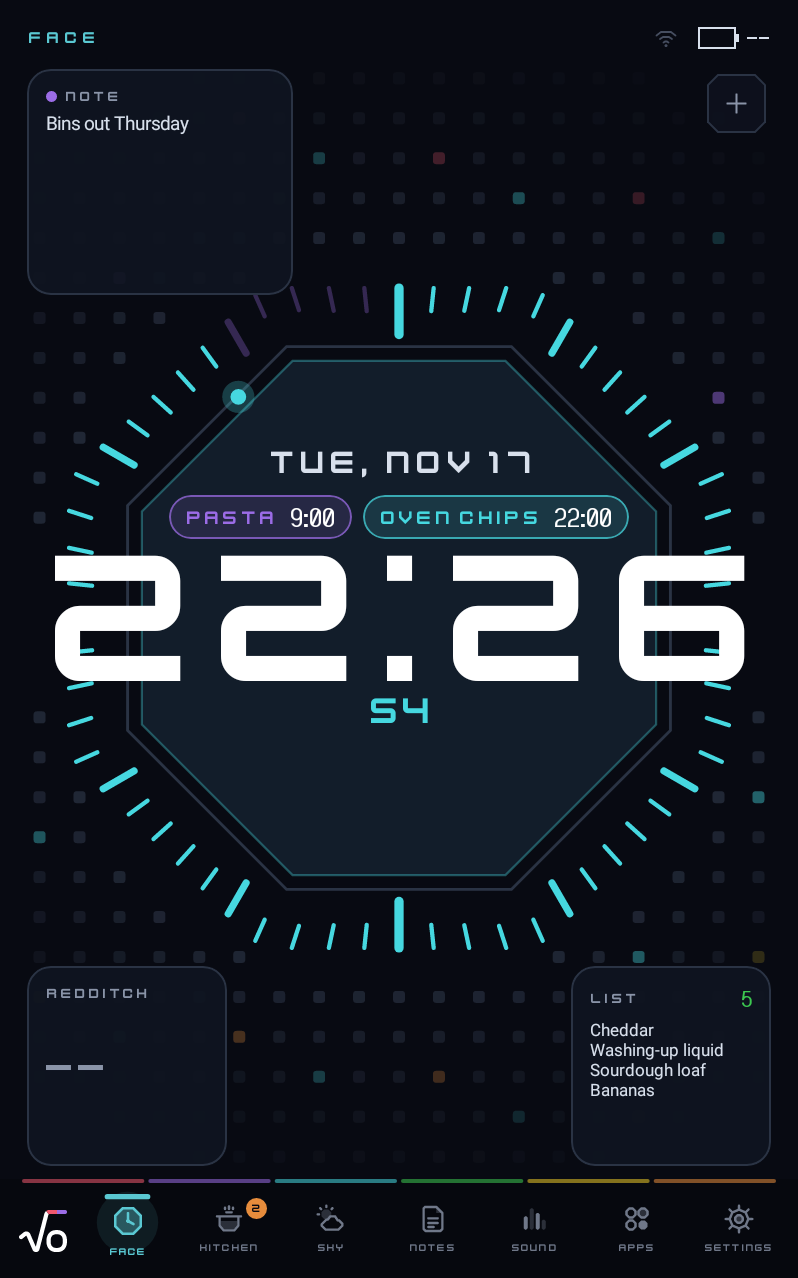 FACE
--
NOTE
Bins out Thursday
TUE, NOV 17
PASTA 9:00
OVEN CHIPS 22:00
22:26
54
REDDITCH
--
LIST 5
Cheddar
Washing-up liquid
Sourdough loaf
Bananas
2
FACE
KITCHEN
SKY
NOTES
SOUND
APPS
SETTINGS